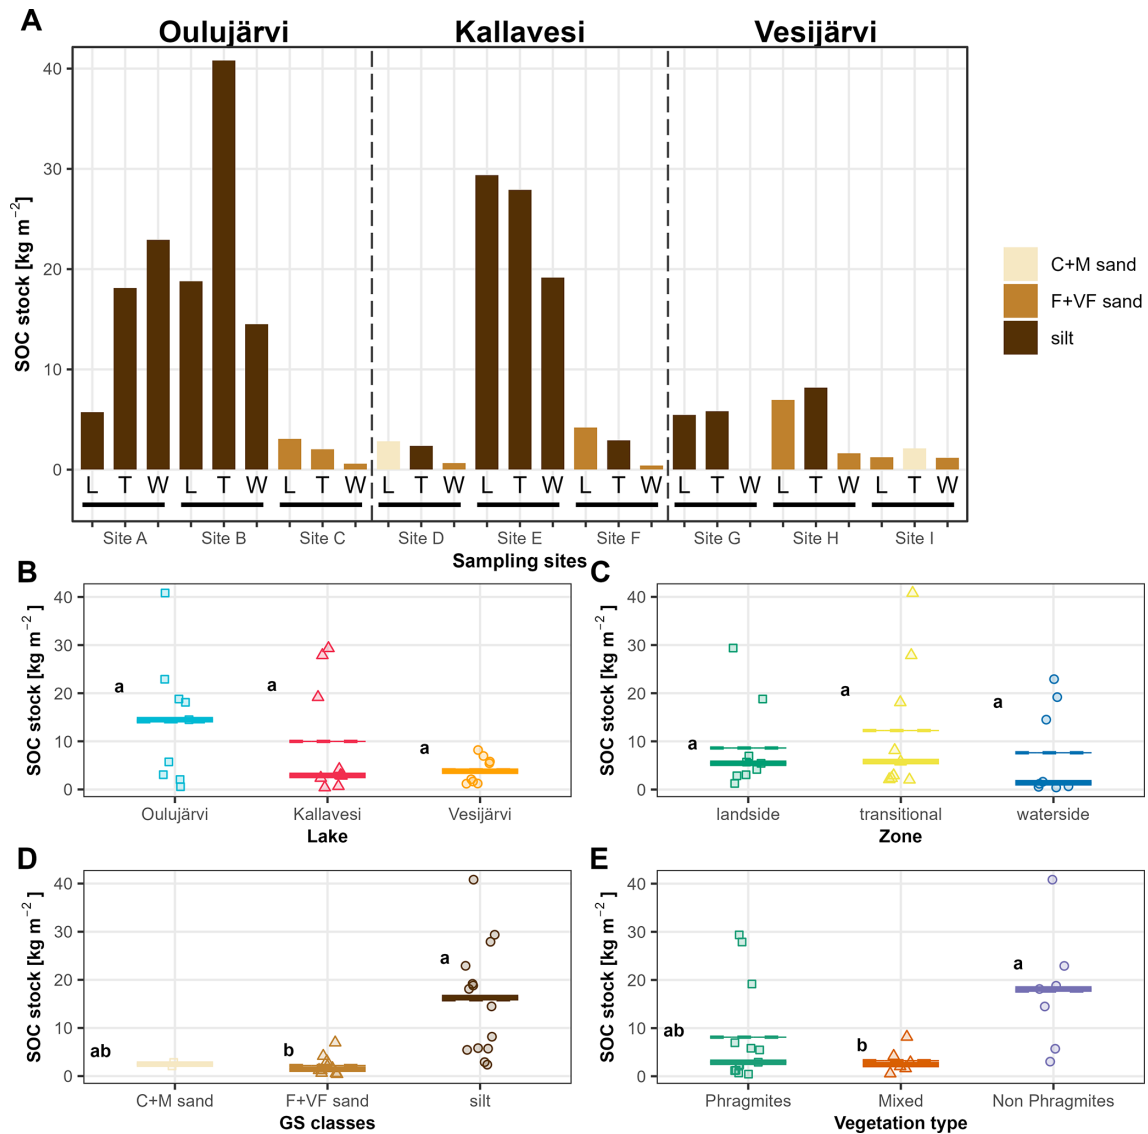 A
Oulujärvi Kallavesi Vesijärvi
SOC stock [kg m⁻²]
40
30
20
10
0
L T W L T W L T W L T W L T W L T W L T W L T W L T W
Site A Site B Site C Site D Site E Site F Site G Site H Site I
Sampling sites
C+M sand
F+VF sand
silt
B
SOC stock [kg m⁻² ]
40
30
20
10
0
a a a
Oulujärvi Kallavesi Vesijärvi
Lake
C
SOC stock [kg m⁻² ]
40
30
20
10
0
a a a
landside transitional waterside
Zone
D
SOC stock [kg m⁻² ]
40
30
20
10
0
ab b a
C+M sand F+VF sand silt
GS classes
E
SOC stock [kg m⁻² ]
40
30
20
10
0
ab b a
Phragmites Mixed Non Phragmites
Vegetation type